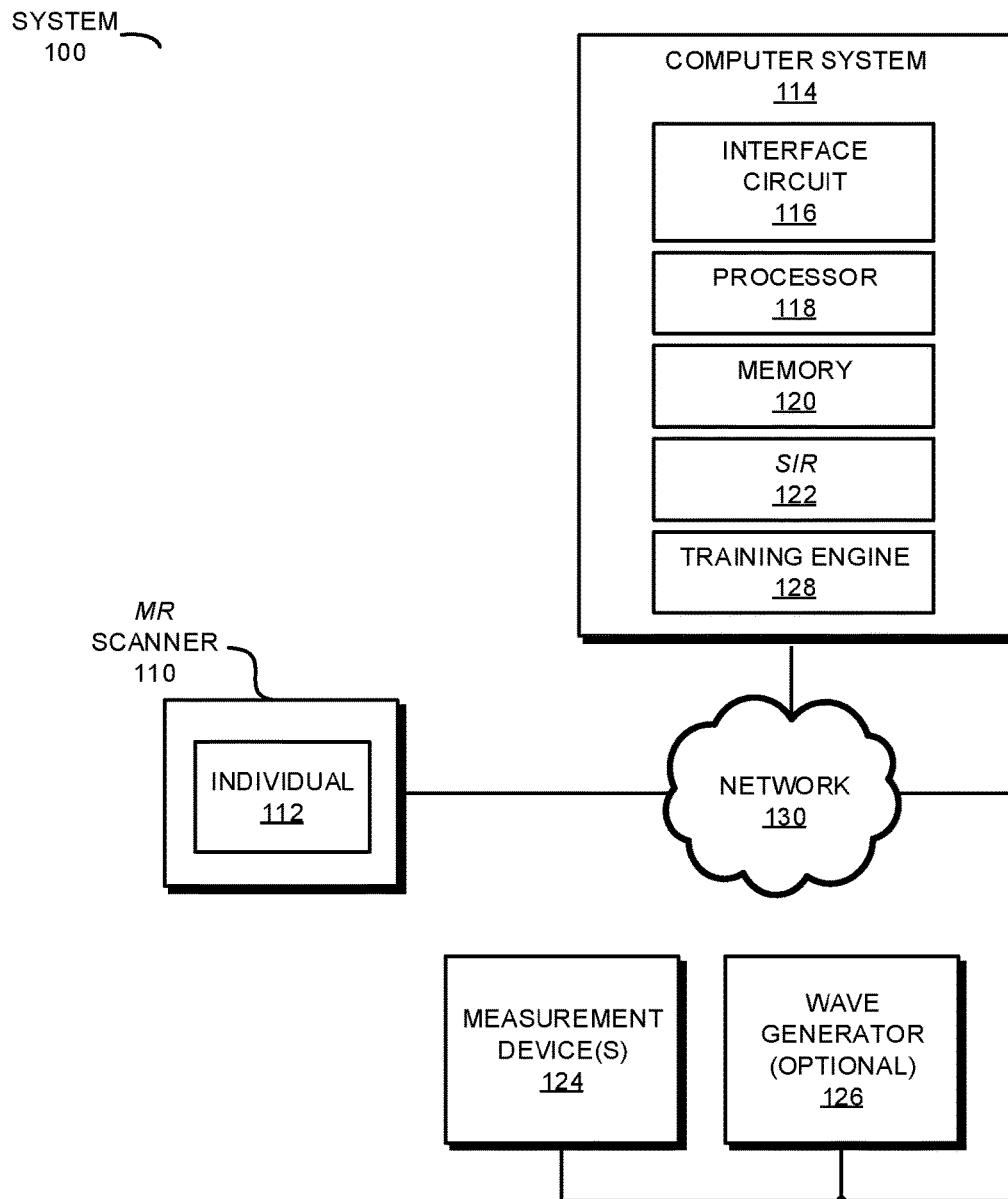 SYSTEM
100
COMPUTER SYSTEM
114
INTERFACE
CIRCUIT
116
PROCESSOR
118
MEMORY
120
SIR
122
TRAINING ENGINE
128
MR
SCANNER
110
INDIVIDUAL
112
NETWORK
130
MEASUREMENT
DEVICE(S)
124
WAVE
GENERATOR
(OPTIONAL)
126